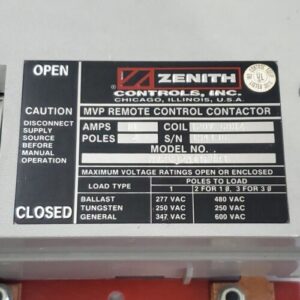 OPEN
ZENITH
CONTROLS, INC.
CHICAGO, ILLINOIS, U.S.A.
CAUTION
DISCONNECT
SUPPLY
SOURCE
BEFORE
MANUAL
OPERATION
CLOSED
MVP REMOTE CONTROL CONTACTOR
AMPS COIL
POLES S/N
MODEL NO.
MAXIMUM VOLTAGE RATINGS OPEN OR ENCLOSED
LOAD TYPE POLES TO LOAD
1 2 FOR 1 Ø, 3 FOR 3 Ø
BALLAST 277 VAC 480 VAC
TUNGSTEN 250 VAC 250 VAC
GENERAL 347 VAC 600 VAC